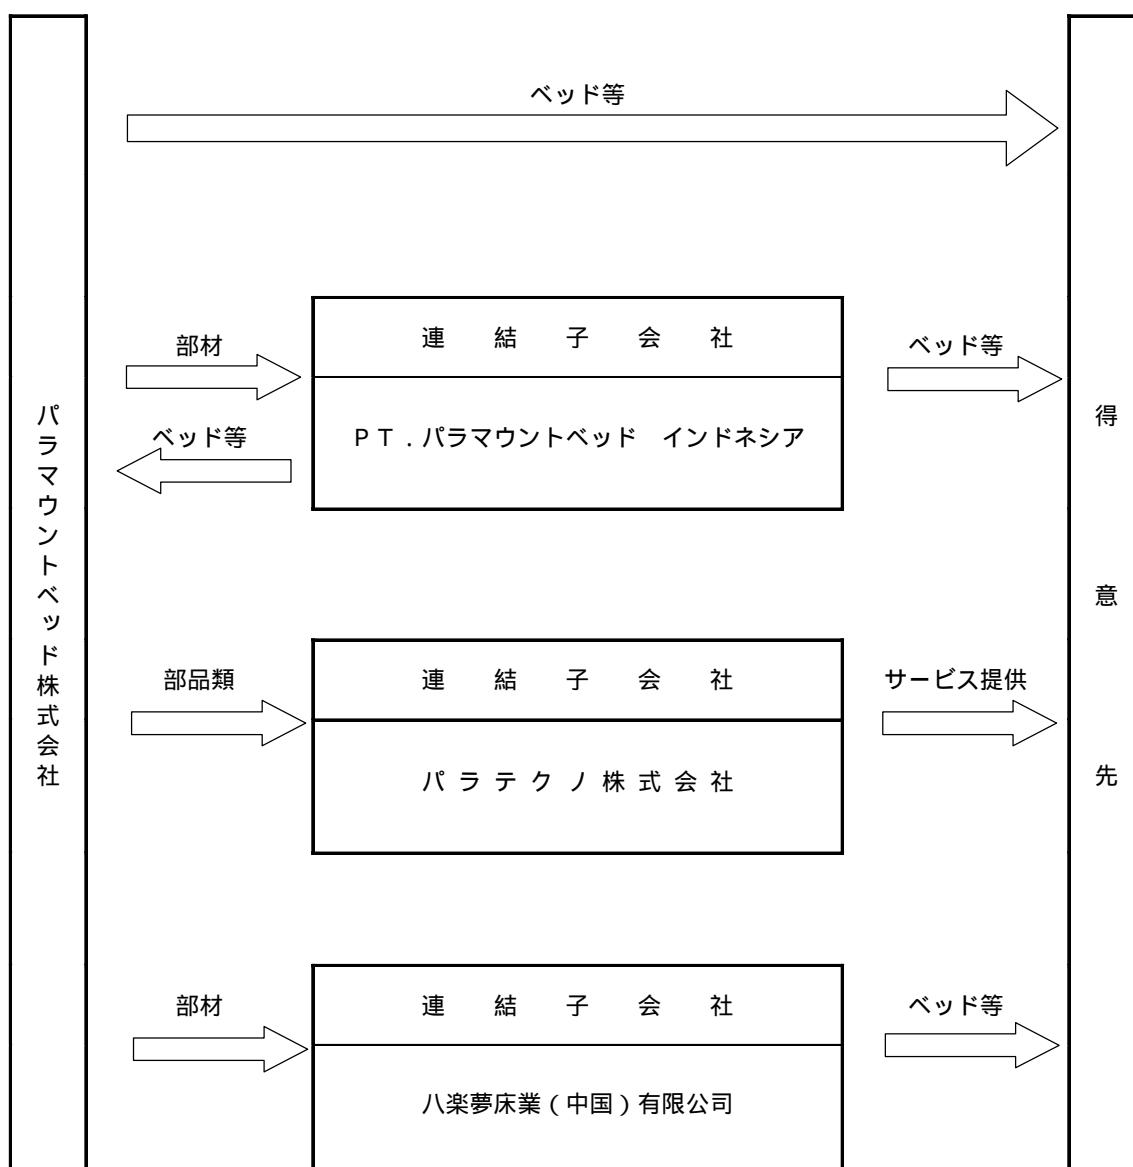 ベッド等
連結子会社
部材
ベッド等
ベッド等
PT.パラマウントベッド インドネシア
パラマウントベッド株式会社
得意先
連結子会社
部品類
サービス提供
パラテクノ株式会社
連結子会社
部材
ベッド等
八楽夢床業(中国)有限公司